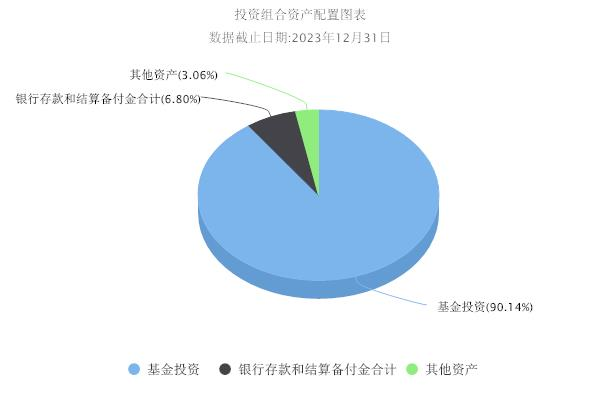 投资组合资产配置图表
数据截止日期:2023年12月31日
其他资产(3.06%)
银行存款和结算备付金合计(6.80%)
基金投资(90.14%)
基金投资 银行存款和结算备付金合计 其他资产